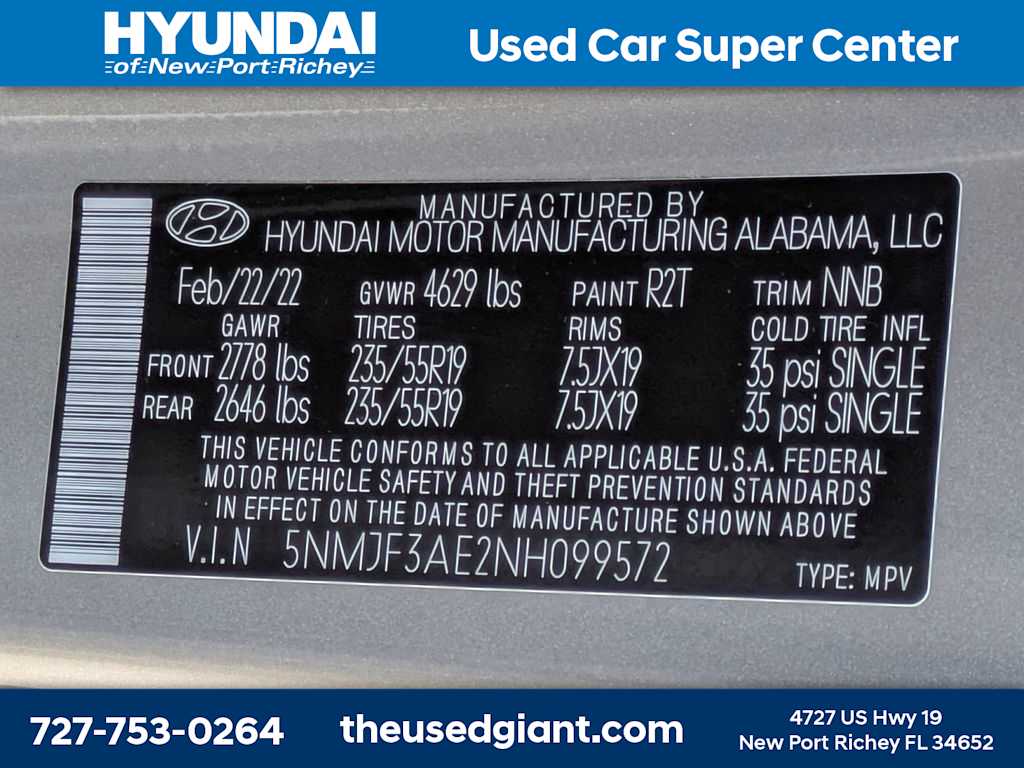 HYUNDAI
of New Port Richey
Used Car Super Center
MANUFACTURED BY
HYUNDAI MOTOR MANUFACTURING ALABAMA, LLC
Feb/22/22 GVWR 4629 lbs PAINT R2T TRIM NNB
GAWR TIRES RIMS COLD TIRE INFL
FRONT 2778 lbs 235/55R19 7.5JX19 35 psi SINGLE
REAR 2646 lbs 235/55R19 7.5JX19 35 psi SINGLE
THIS VEHICLE CONFORMS TO ALL APPLICABLE U.S.A. FEDERAL
MOTOR VEHICLE SAFETY AND THEFT PREVENTION STANDARDS
IN EFFECT ON THE DATE OF MANUFACTURE SHOWN ABOVE
V.I.N 5NMJF3AE2NH099572
TYPE: MPV
727-753-0264
theusedgiant.com
4727 US Hwy 19
New Port Richey FL 34652